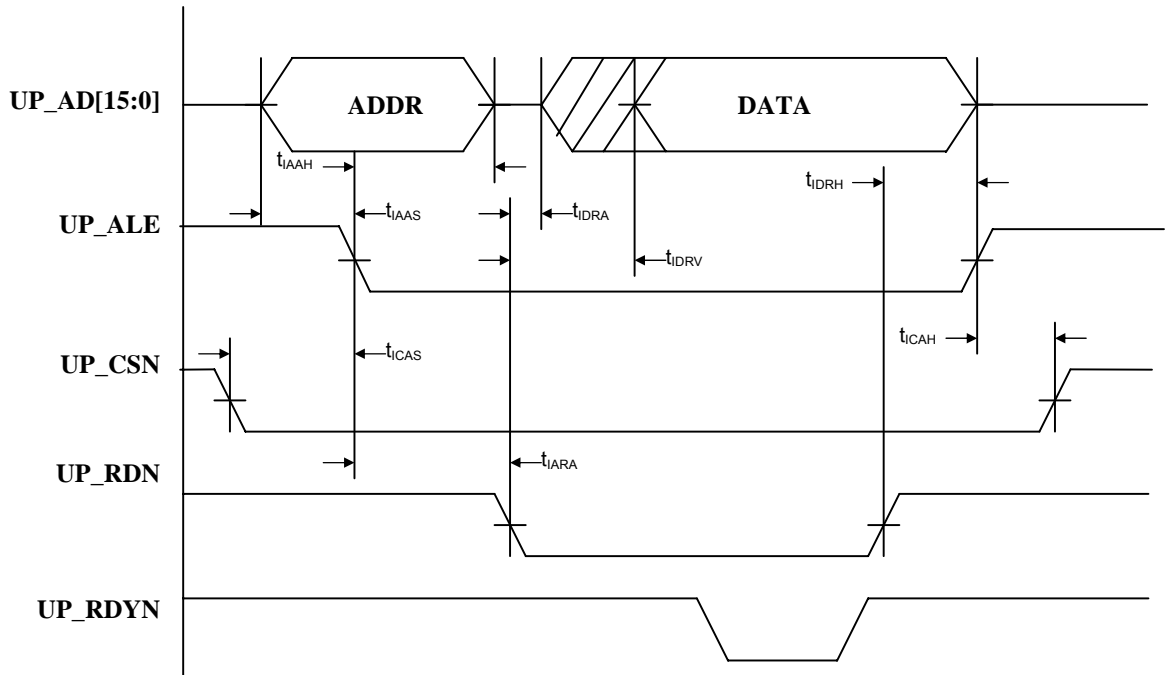 UP_AD[15:0]
ADDR
DATA
tIAAH
tIDRH
tIAAS
tIDRA
UP_ALE
tIDRV
tICAH
tICAS
UP_CSN
tIARA
UP_RDN
UP_RDYN